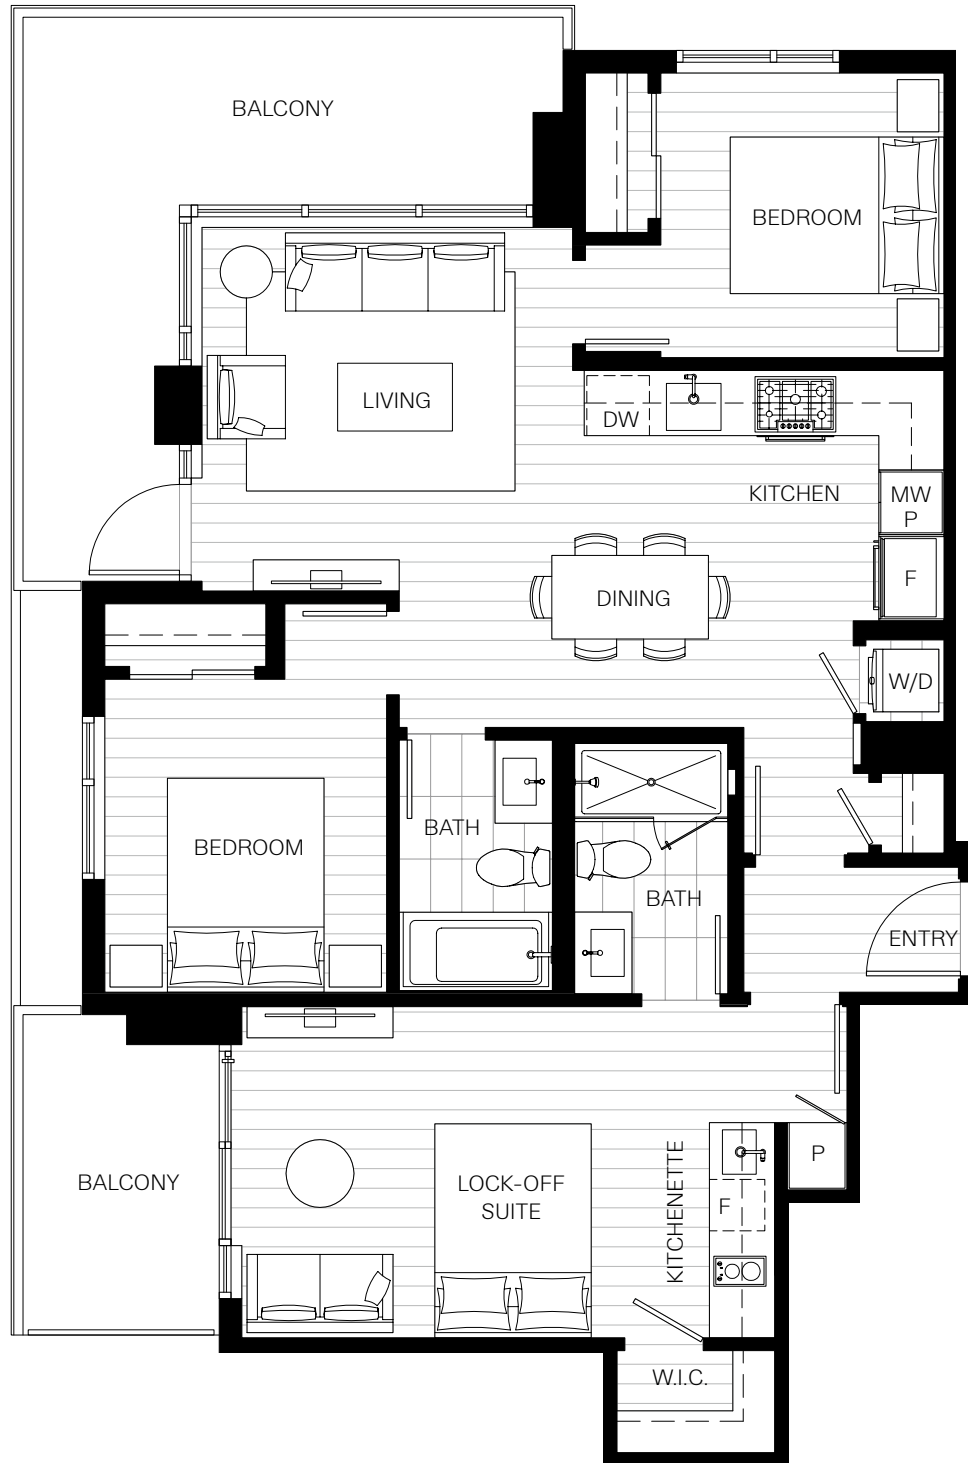 BALCONY
BEDROOM
LIVING
DW
KITCHEN
MW
P
F
DINING
W/D
BATH
BEDROOM
BATH
ENTRY
BALCONY
LOCK-OFF
SUITE
KITCHENETTE
P
F
W.I.C.